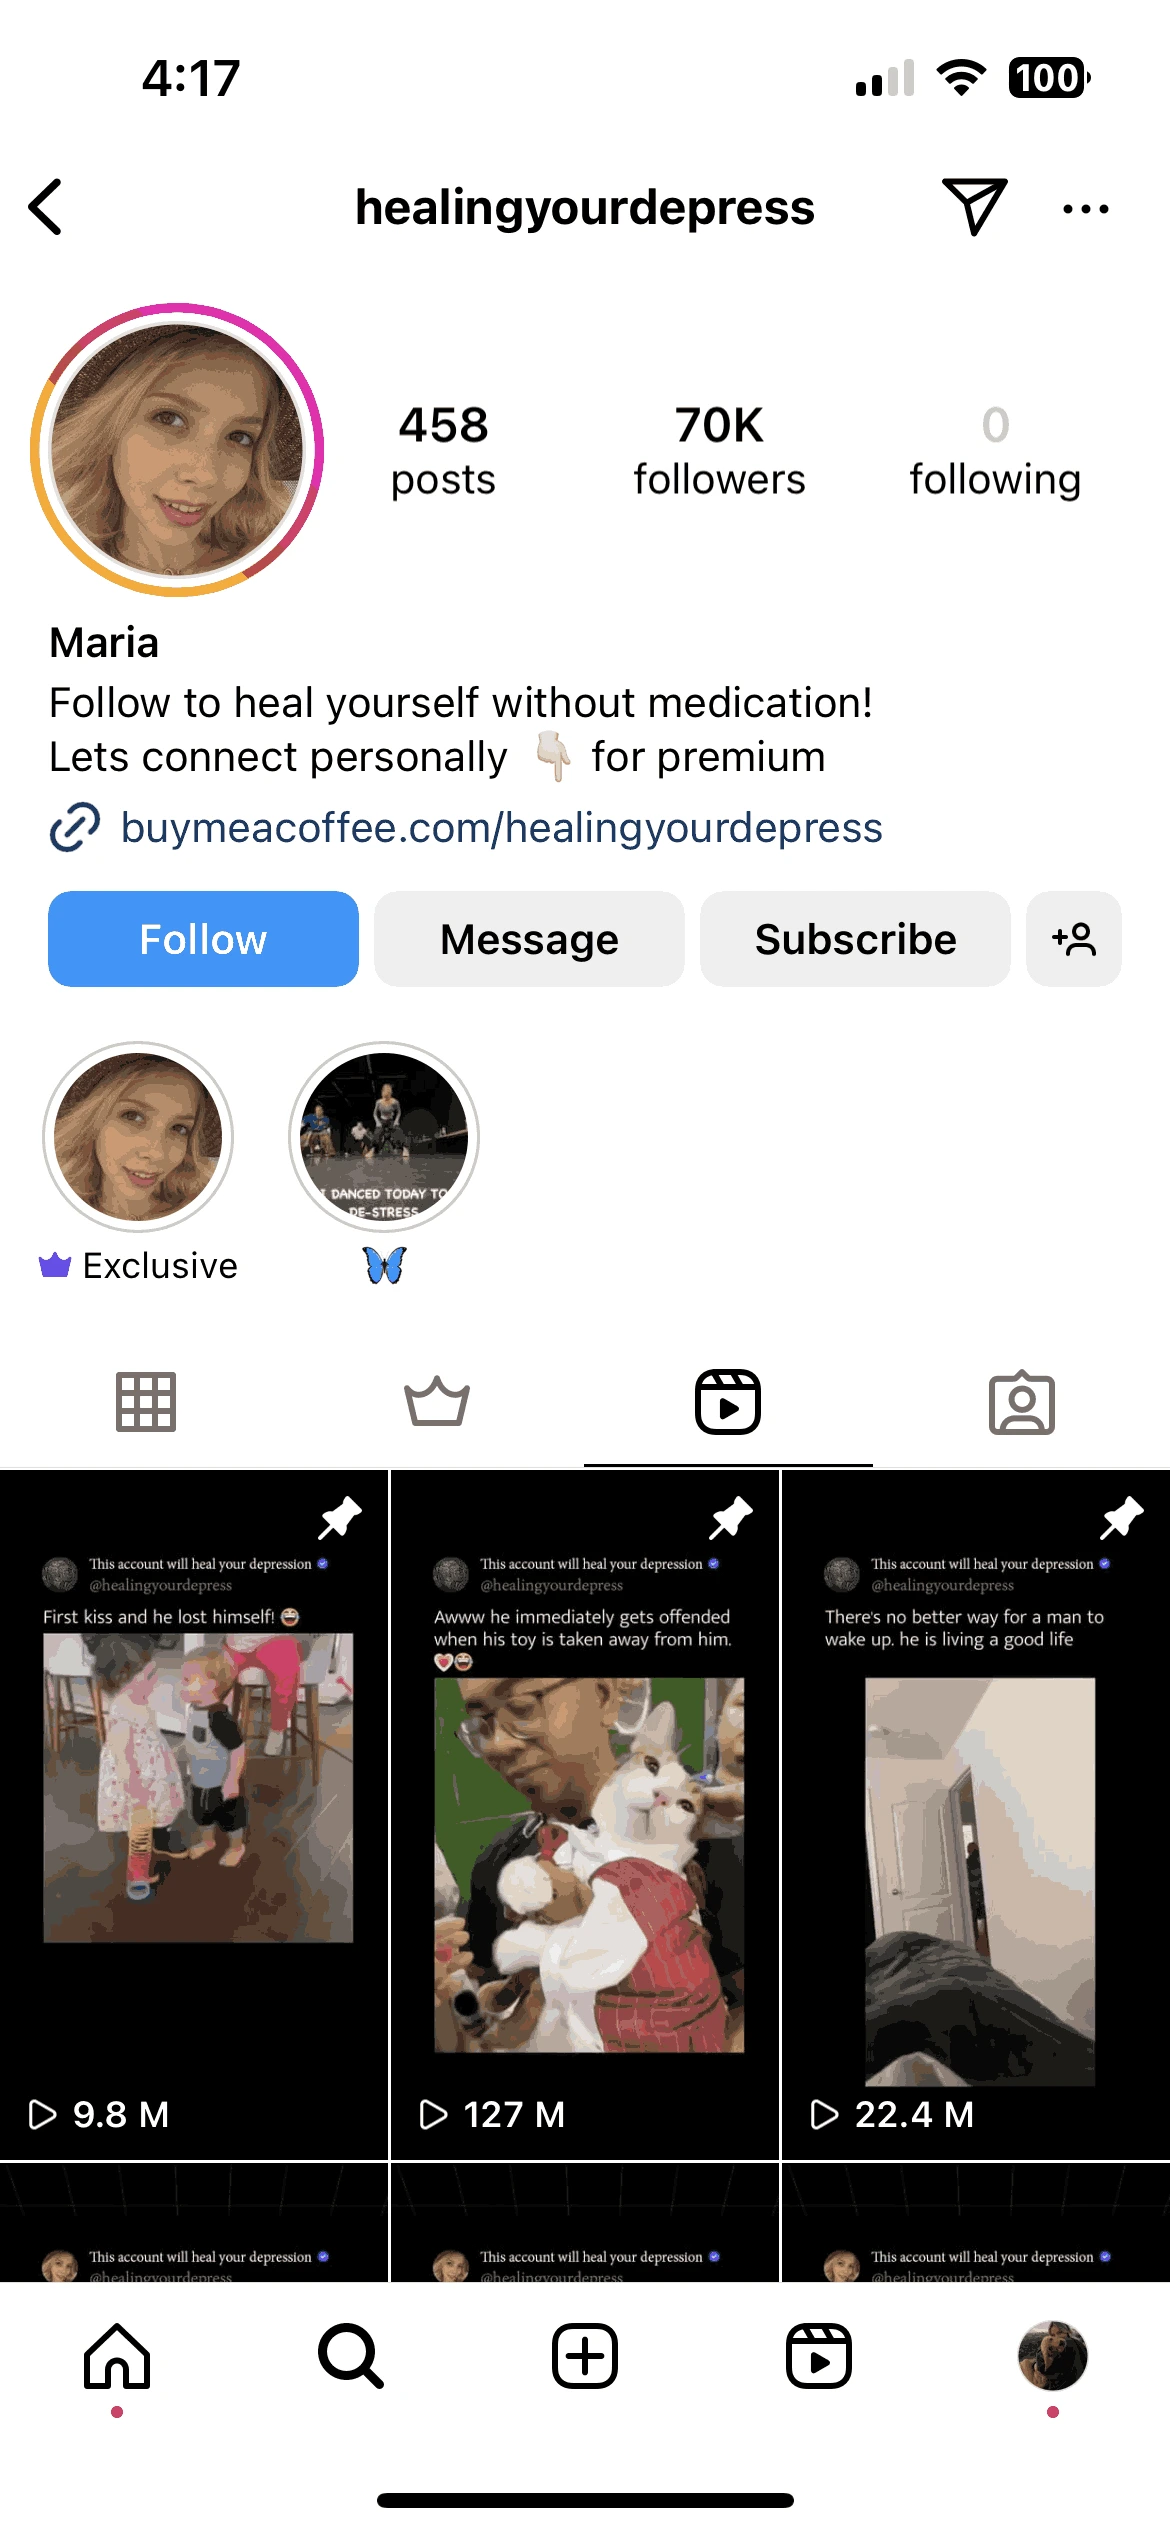 4:17
100
healingyourdepress
458
posts
70K
followers
0
following
Maria
Follow to heal yourself without medication!
Lets connect personally 👇🏻 for premium
buymeacoffee.com/healingyourdepress
Follow
Message
Subscribe
I DANCED TODAY TO
DE-STRESS
Exclusive
🦋
This account will heal your depression
@healingyourdepress
First kiss and he lost himself! 😂
9.8 M
This account will heal your depression
@healingyourdepress
Awww he immediately gets offended
when his toy is taken away from him.
127 M
This account will heal your depression
@healingyourdepress
There's no better way for a man to
wake up. he is living a good life
22.4 M
This account will heal your depression
@healingyourdepress
This account will heal your depression
@healingyourdepress
This account will heal your depression
@healingyourdepress